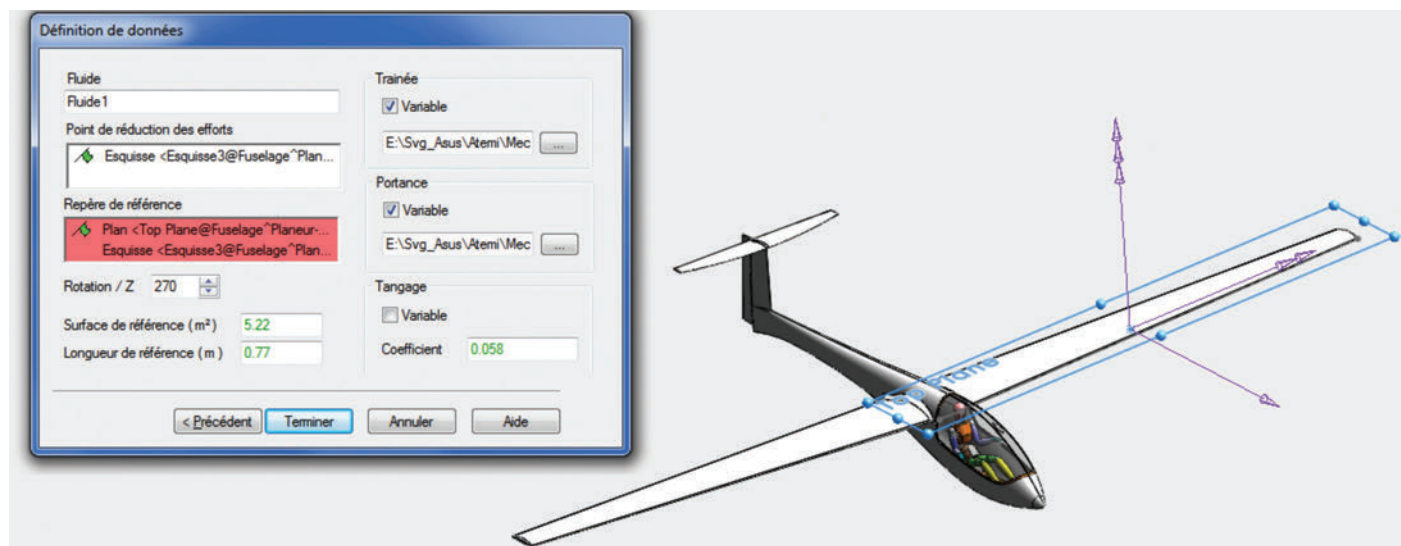 Définition de données
Fluide
Fluide1
Point de réduction des efforts
Esquisse <Esquisse3@Fuselage^Plan...
Repère de référence
Plan <Top Plane@Fuselage^Planeur-...
Esquisse <Esquisse3@Fuselage^Plan...
Rotation / Z 270
Surface de référence (m²) 5.22
Longueur de référence (m) 0.77
Trainée
Variable
E:\Svg_Asus\Atemi\Mec ...
Portance
Variable
E:\Svg_Asus\Atemi\Mec ...
Tangage
Variable
Coefficient 0.058
< Précédent Terminer Annuler Aide
Top Plane